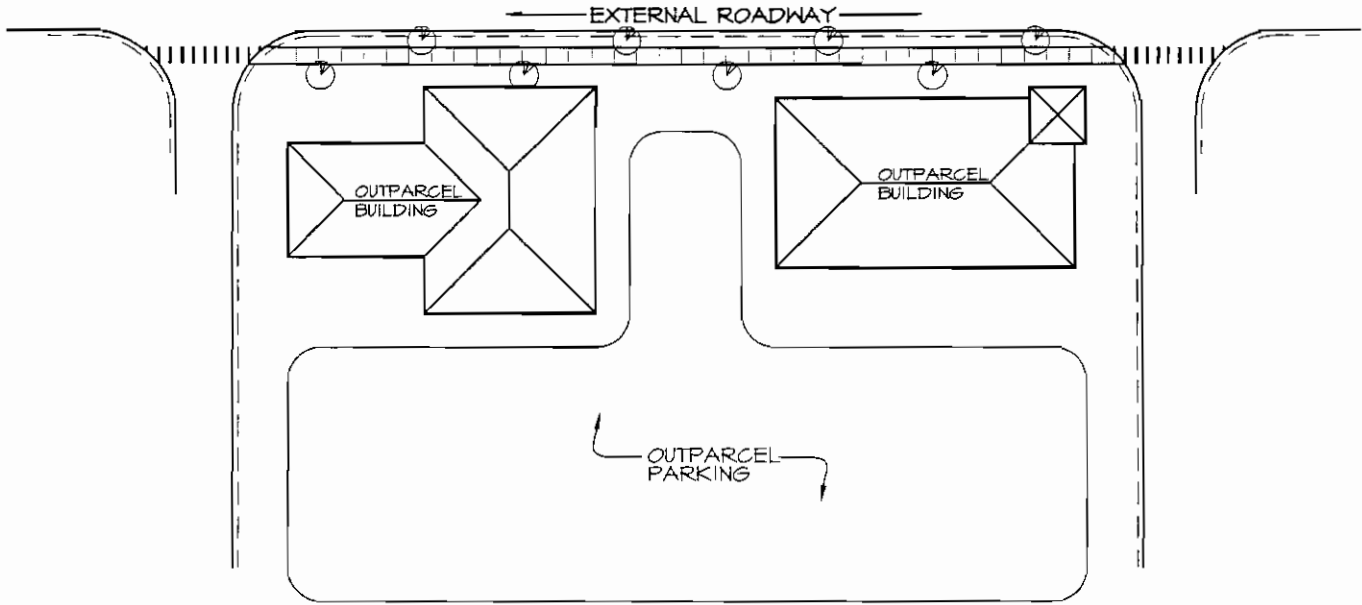 EXTERNAL ROADWAY
OUTPARCEL
BUILDING
OUTPARCEL
BUILDING
OUTPARCEL
PARKING